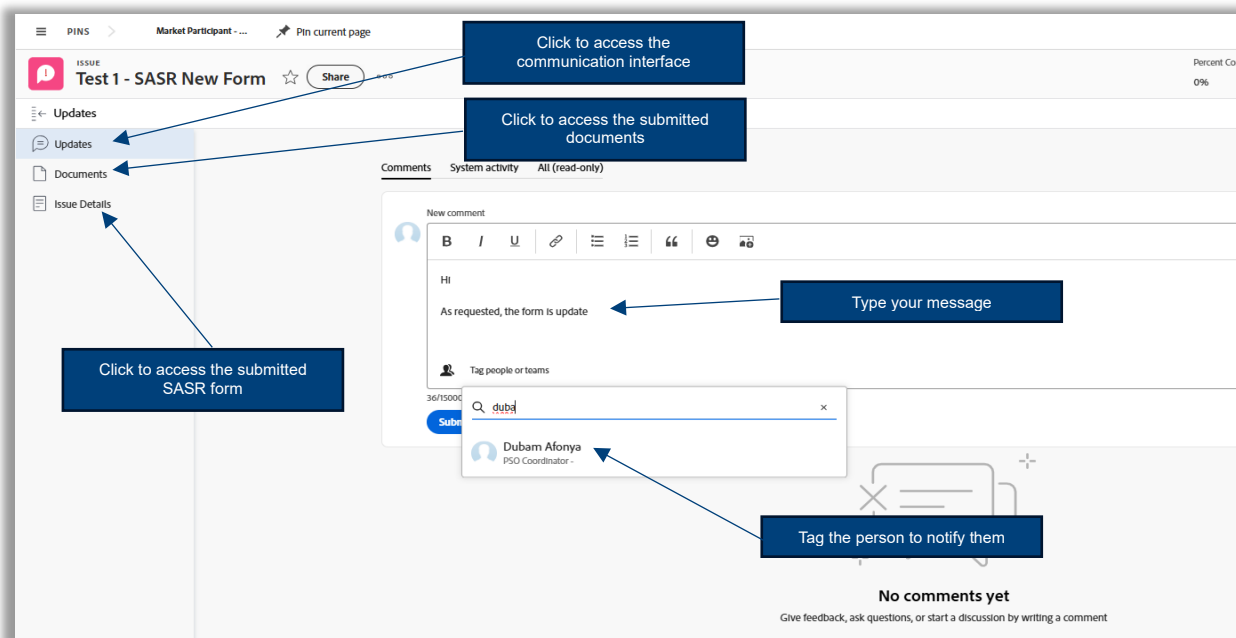 PINS
Market Participant - ...
Pin current page
ISSUE
Test 1 - SASR New Form
Share
Percent Co
0%
Updates
Updates
Documents
Issue Details
Click to access the
communication interface
Click to access the submitted
documents
Comments
System activity
All (read-only)
New comment
B I U
Hi
As requested, the form is update
Type your message
Click to access the submitted
SASR form
Tag people or teams
36/15000
Subm
duba
Dubam Afonya
PSO Coordinator -
Tag the person to notify them
No comments yet
Give feedback, ask questions, or start a discussion by writing a comment